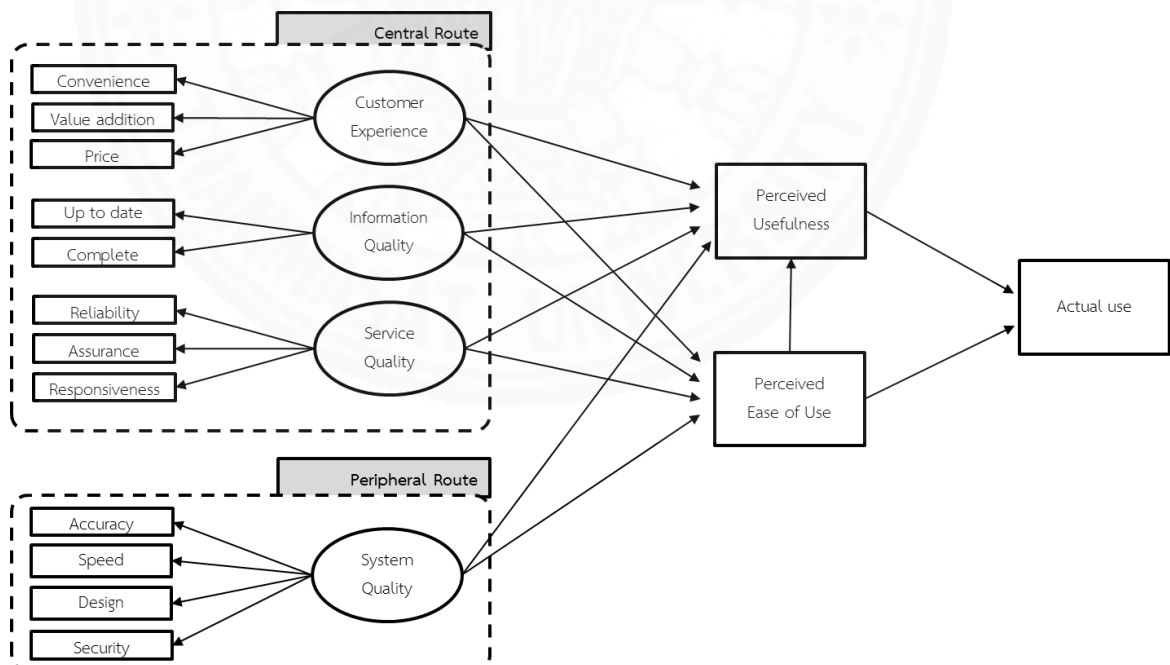 Central Route
Convenience
Value addition
Price
Customer
Experience
Up to date
Complete
Information
Quality
Reliability
Assurance
Responsiveness
Service
Quality
Perceived
Usefulness
Perceived
Ease of Use
Actual use
Peripheral Route
Accuracy
Speed
Design
Security
System
Quality